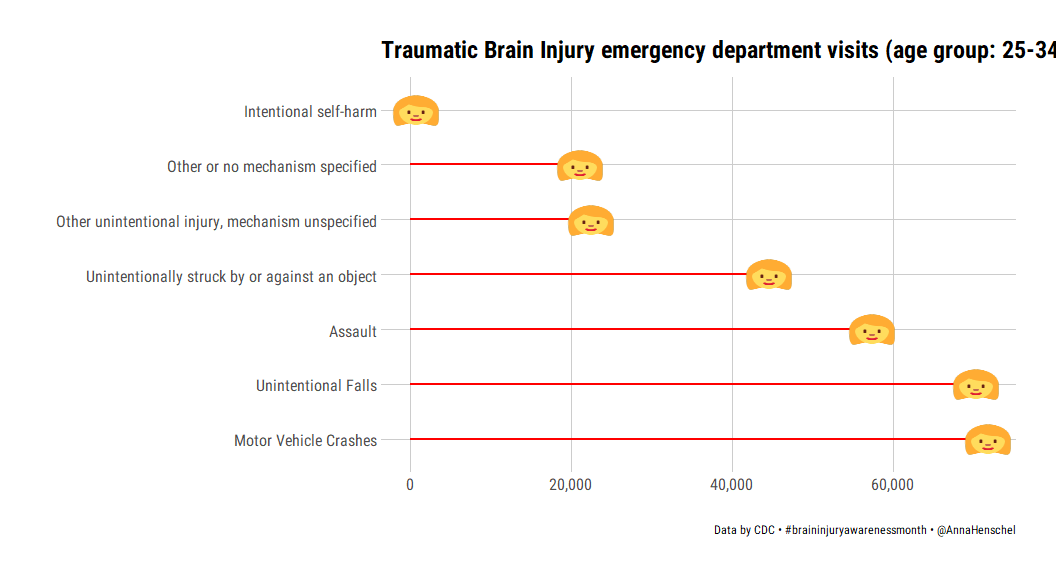 Traumatic Brain Injury emergency department visits (age group: 25-34
Intentional self-harm
Other or no mechanism specified
Other unintentional injury, mechanism unspecified
Unintentionally struck by or against an object
Assault
Unintentional Falls
Motor Vehicle Crashes
0 20,000 40,000 60,000
Data by CDC • #braininjuryawarenessmonth • @AnnaHenschel